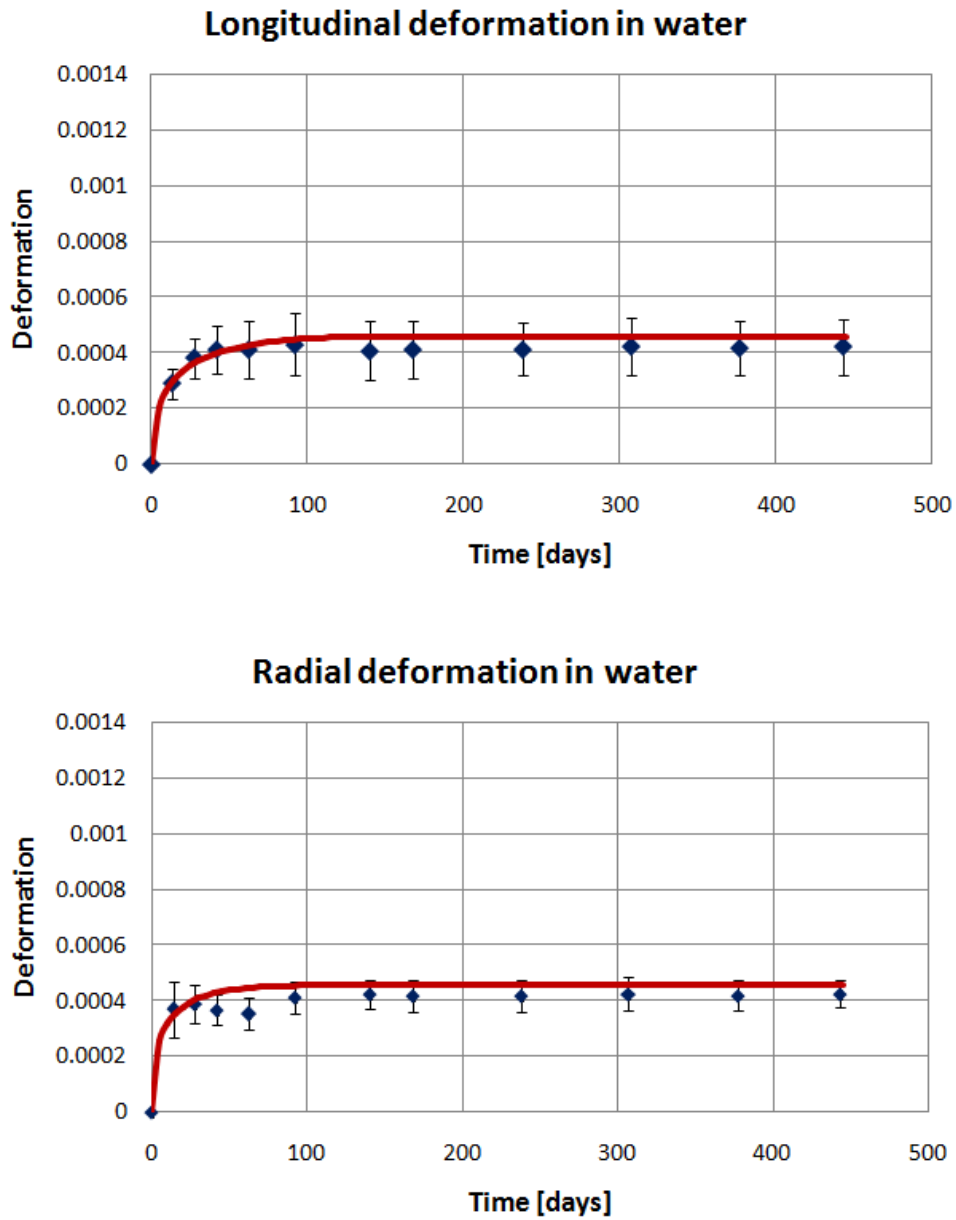 Longitudinal deformation in water
0.0014
0.0012
0.001
0.0008
0.0006
0.0004
0.0002
0
Deformation
0 100 200 300 400 500
Time [days]
Radial deformation in water
0.0014
0.0012
0.001
0.0008
0.0006
0.0004
0.0002
0
Deformation
0 100 200 300 400 500
Time [days]